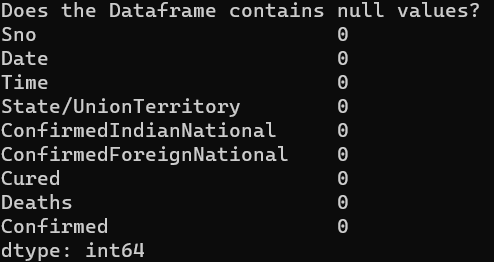 Does the Dataframe contains null values?
Sno 0
Date 0
Time 0
State/UnionTerritory 0
ConfirmedIndianNational 0
ConfirmedForeignNational 0
Cured 0
Deaths 0
Confirmed 0
dtype: int64